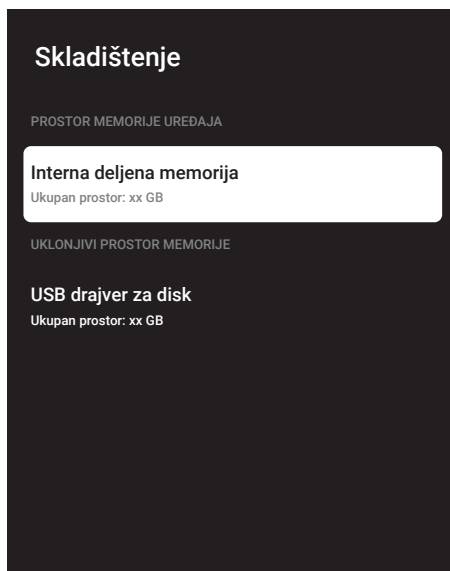 Skladištenje
PROSTOR MEMORIJE UREĐAJA
Interna deljena memorija
Ukupan prostor: xx GB
UKLONJIVI PROSTOR MEMORIJE
USB drajver za disk
Ukupan prostor: xx GB